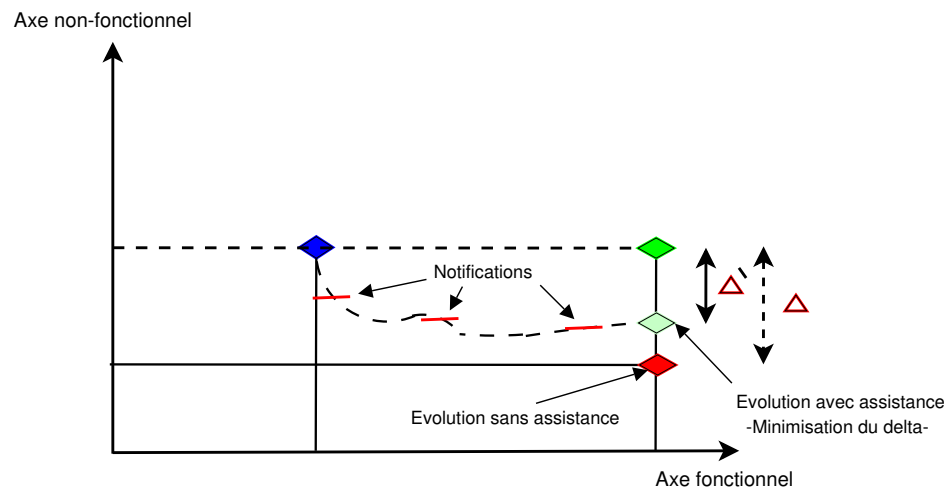 Axe non-fonctionnel
Notifications
Evolution sans assistance
Evolution avec assistance
-Minimisation du delta-
Axe fonctionnel